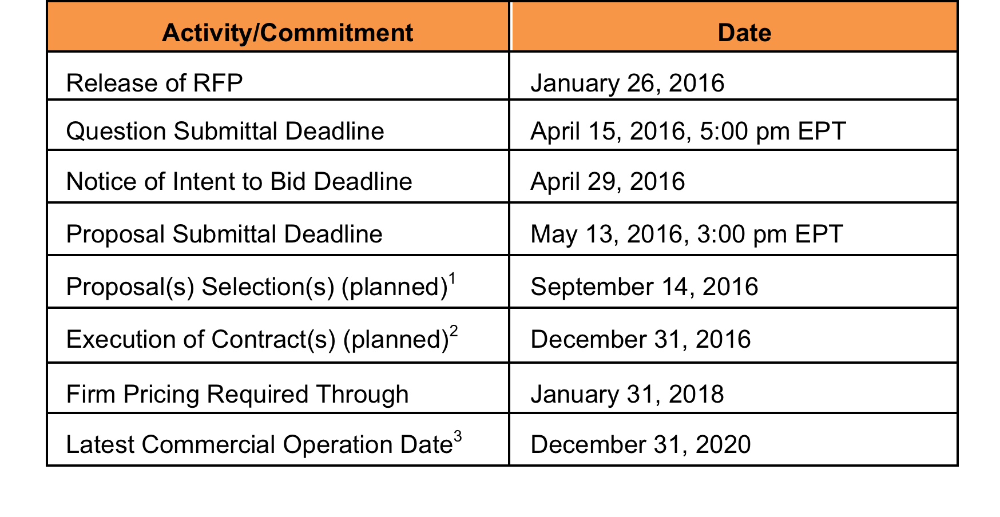 Activity/Commitment Date
Release of RFP January 26, 2016
Question Submittal Deadline April 15, 2016, 5:00 pm EPT
Notice of Intent to Bid Deadline April 29, 2016
Proposal Submittal Deadline May 13, 2016, 3:00 pm EPT
Proposal(s) Selection(s) (planned)¹ September 14, 2016
Execution of Contract(s) (planned)² December 31, 2016
Firm Pricing Required Through January 31, 2018
Latest Commercial Operation Date³ December 31, 2020